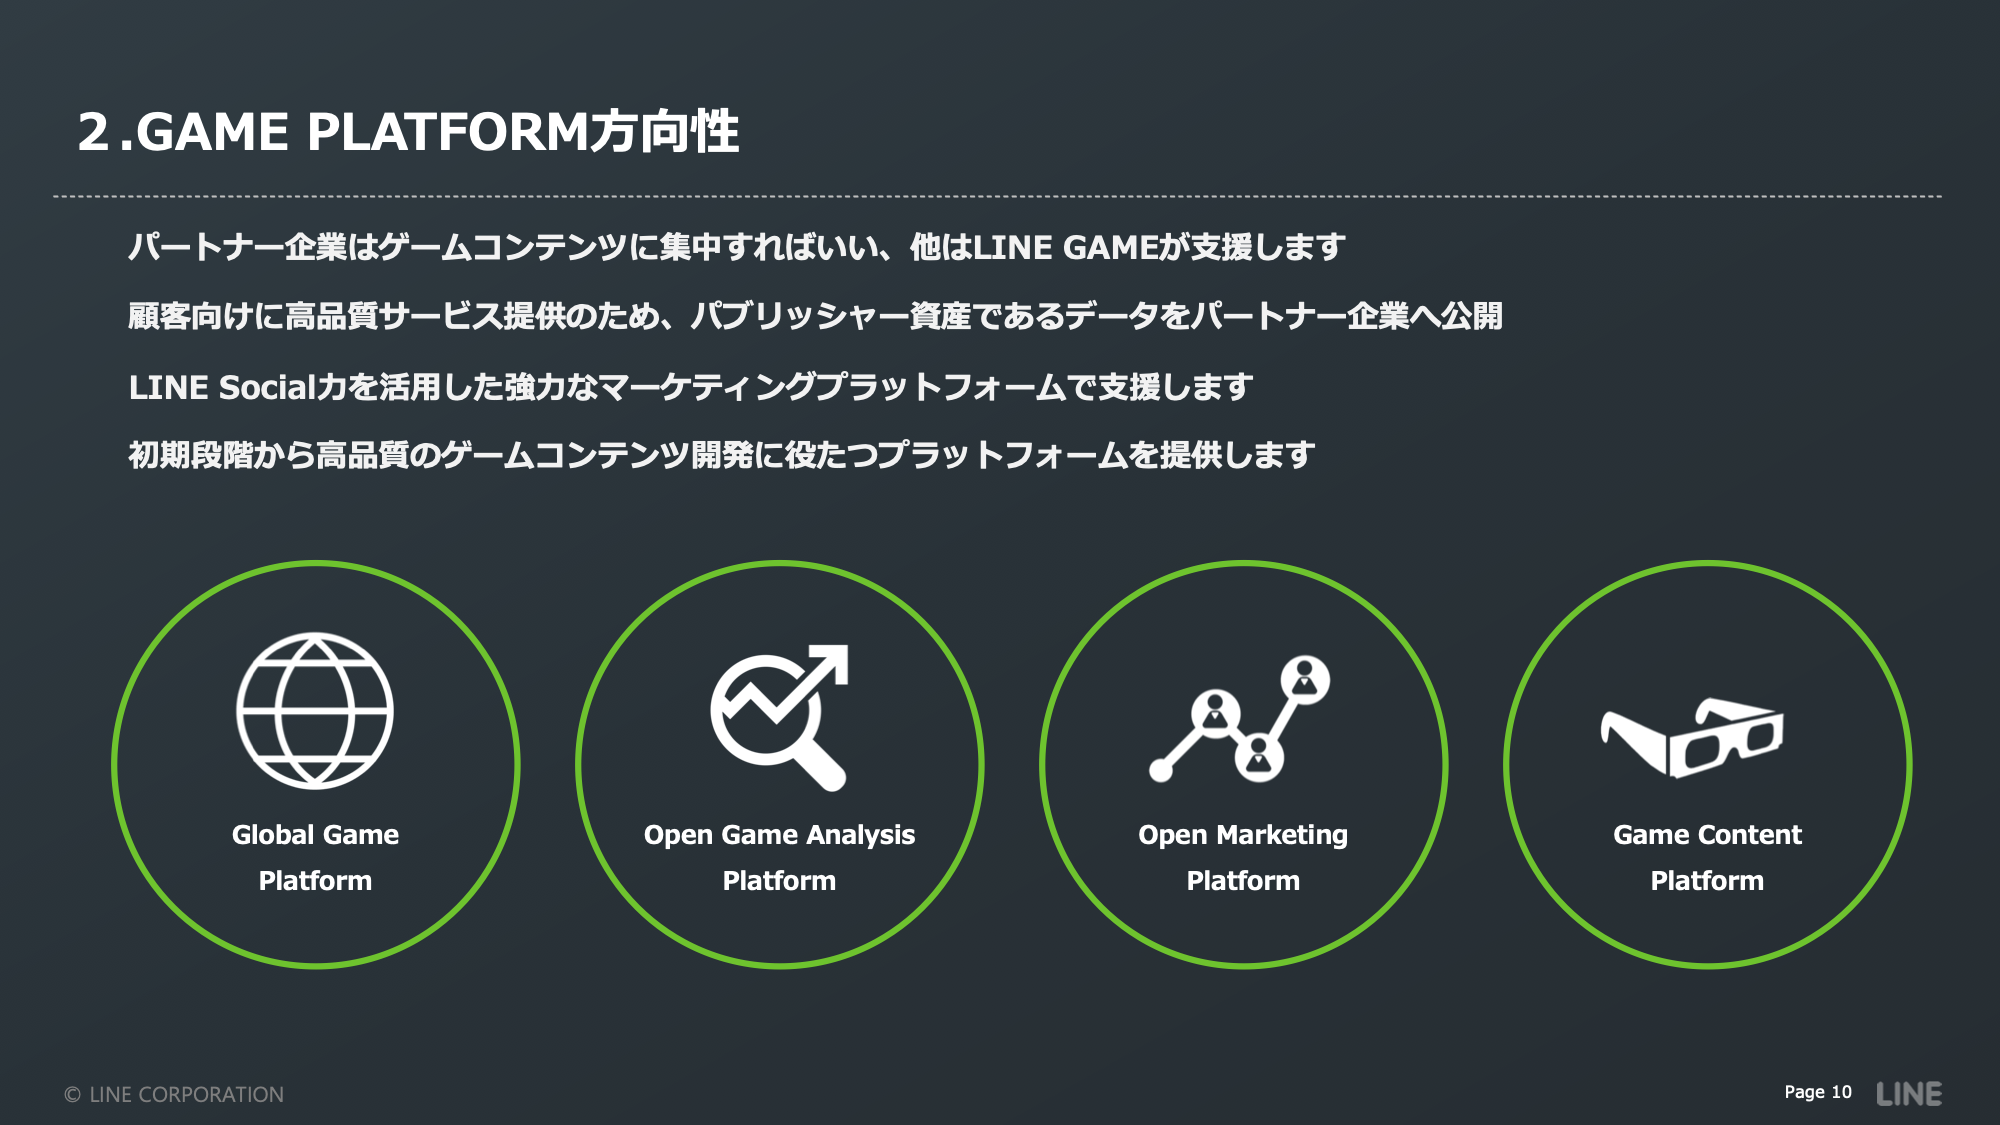 ２.GAME PLATFORM方向性
パートナー企業はゲームコンテンツに集中すればいい、他はLINE GAMEが支援します
顧客向けに高品質サービス提供のため、パブリッシャー資産であるデータをパートナー企業へ公開
LINE Social力を活用した強力なマーケティングプラットフォームで支援します
初期段階から高品質のゲームコンテンツ開発に役たつプラットフォームを提供します
Global Game
Platform
Open Game Analysis
Platform
Open Marketing
Platform
Game Content
Platform
© LINE CORPORATION
Page 10
LINE